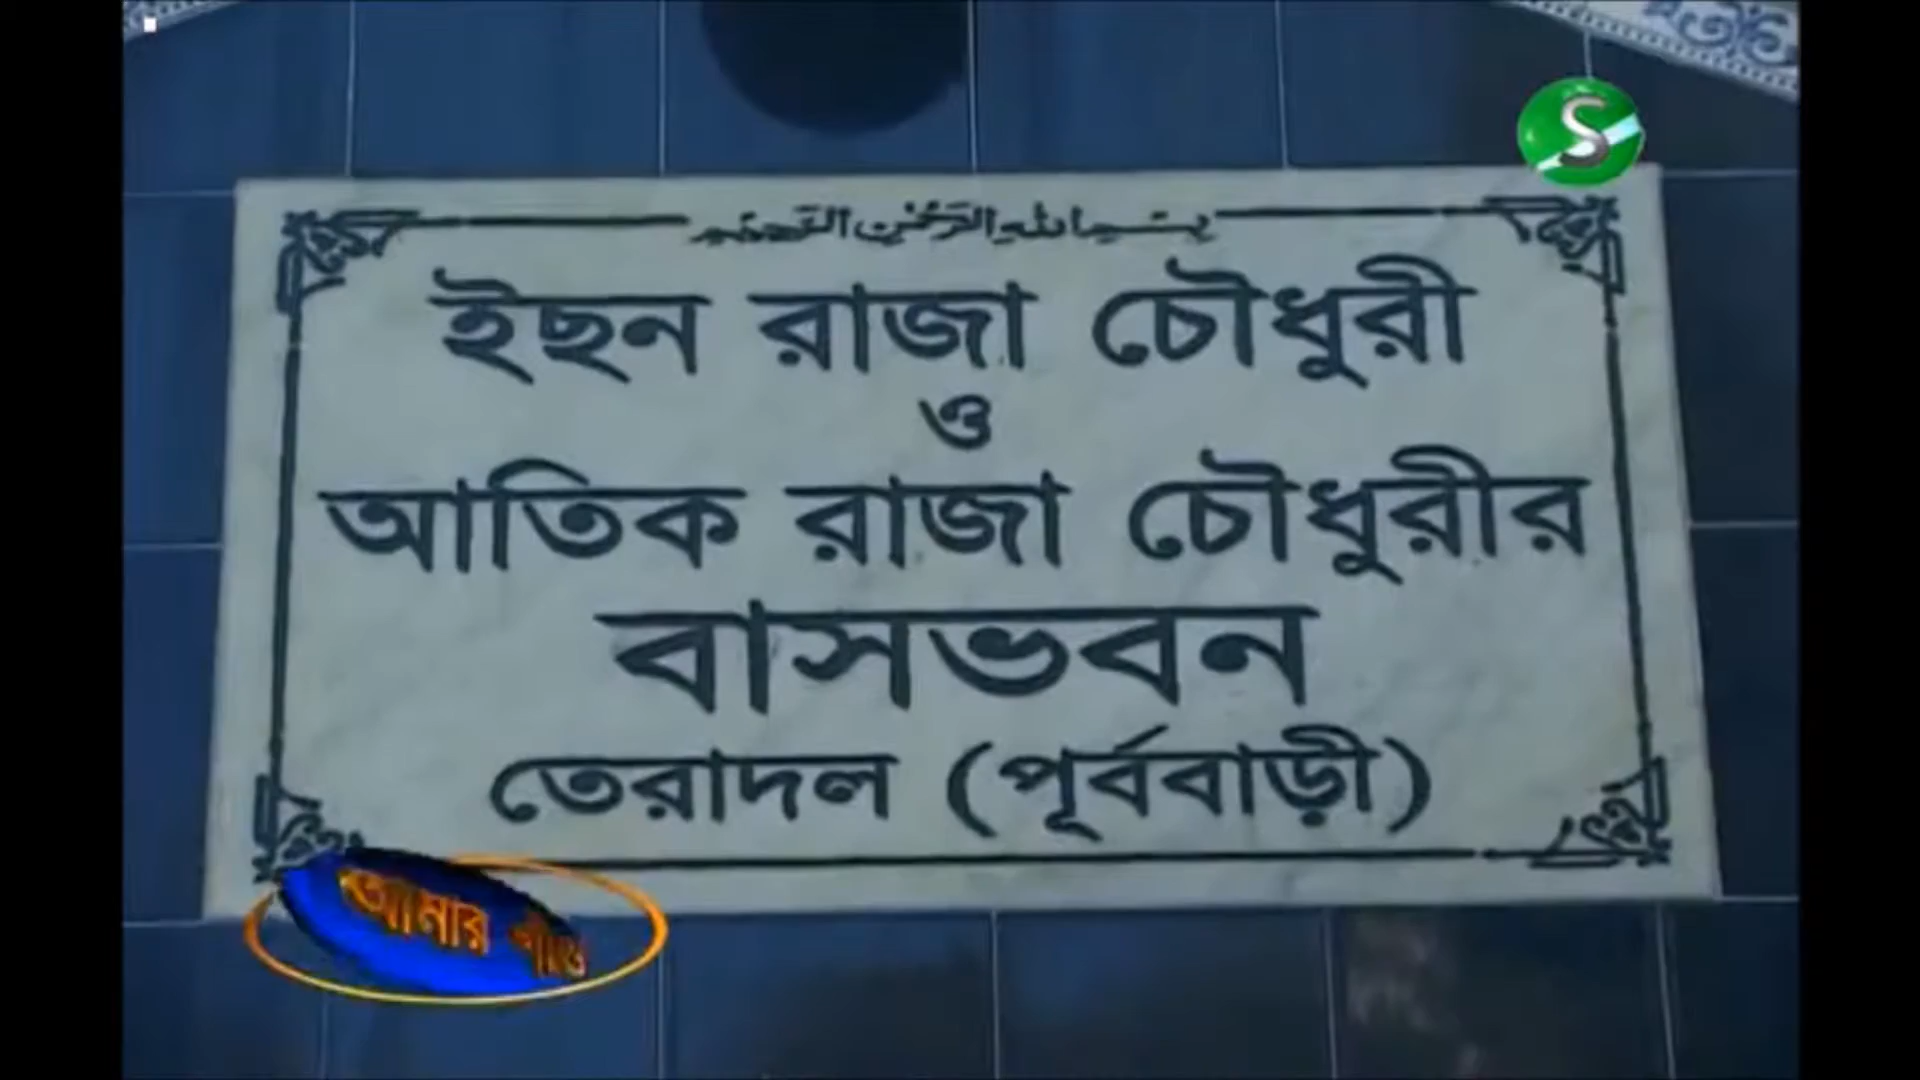 بسم الله الرحمن الرحيم
S
ইছন রাজা চৌধুরী
ও
আতিক রাজা চৌধুরীর
বাসভবন
তেরাদল (পূর্ববাড়ী)
আমার গাঁও